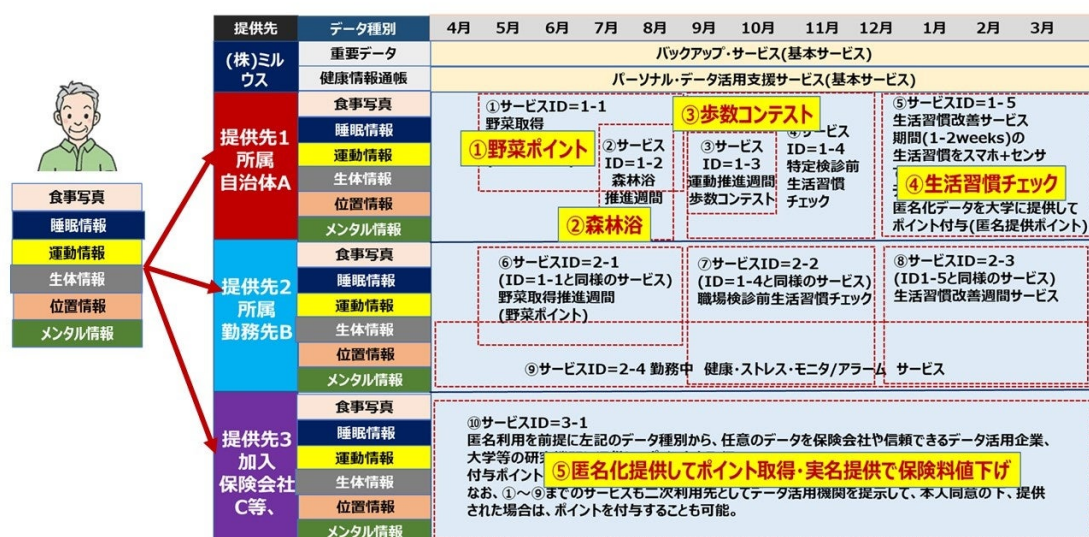 提供先 データ種別 4月 5月 6月 7月 8月 9月 10月 11月 12月 1月 2月 3月
(株)ミル
ウス
重要データ
バックアップ・サービス(基本サービス)
健康情報通帳
パーソナル・データ活用支援サービス(基本サービス)
提供先1
所属
自治体A
食事写真
睡眠情報
運動情報
生体情報
位置情報
メンタル情報
①サービスID=1-1
野菜取得
①野菜ポイント
②サービス
ID=1-2
森林浴
推進週間
②森林浴
③歩数コンテスト
③サービス
ID=1-3
運動推進週間
歩数コンテスト
④サービス
ID=1-4
特定検診前
生活習慣
チェック
⑤サービスID=1-5
生活習慣改善サービス
期間(1-2weeks)の
生活習慣をスマホ+センサ
④生活習慣チェック
匿名化データを大学に提供して
ポイント付与(匿名提供ポイント)
食事写真
睡眠情報
運動情報
生体情報
位置情報
メンタル情報
提供先2
所属
勤務先B
食事写真
睡眠情報
運動情報
生体情報
位置情報
メンタル情報
⑥サービスID=2-1
(ID=1-1と同様のサービス)
野菜取得推進週間
(野菜ポイント)
⑦サービスID=2-2
(ID=1-4と同様のサービス)
職場検診前生活習慣チェック
⑧サービスID=2-3
(ID1-5と同様のサービス)
生活習慣改善週間サービス
⑨サービスID=2-4 勤務中 健康・ストレス・モニタ/アラーム サービス
提供先3
加入
保険会社
C等、
食事写真
睡眠情報
運動情報
生体情報
位置情報
メンタル情報
⑩サービスID=3-1
匿名利用を前提に左記のデータ種別から、任意のデータを保険会社や信頼できるデータ活用企業、
大学等の研
付与ポイント
⑤匿名化提供してポイント取得・実名提供で保険料値下げ
なお、①～⑨までのサービスも二次利用先としてデータ活用機関を提示して、本人同意の下、提供
された場合は、ポイントを付与することも可能。